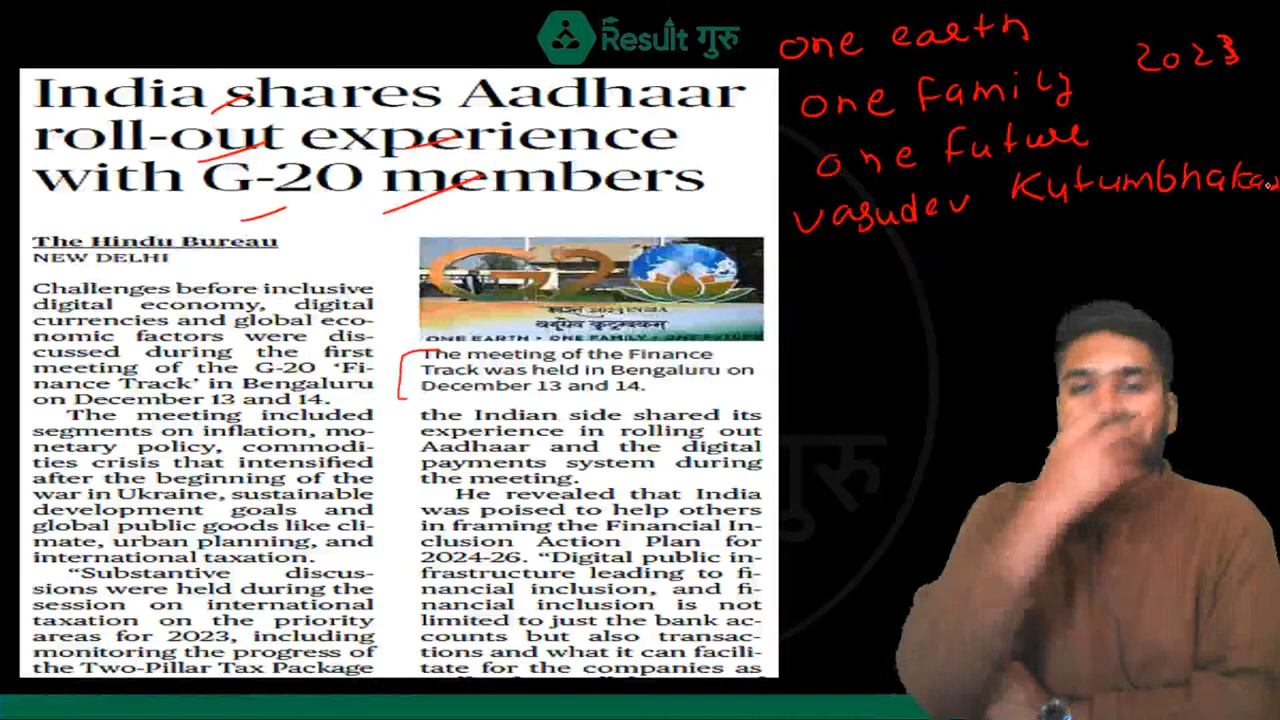 Result गुरु
one earth
2023
one Family
one future
vasudev Kutumbhakam
India shares Aadhaar
roll-out experience
with G-20 members
The Hindu Bureau
NEW DELHI
Challenges before inclusive
digital economy, digital
currencies and global eco-
nomic factors were dis-
cussed during the first
meeting of the G-20 ‘Fi-
nance Track’ in Bengaluru
on December 13 and 14.
The meeting included
segments on inflation, mo-
netary policy, commodi-
ties crisis that intensified
after the beginning of the
war in Ukraine, sustainable
development goals and
global public goods like cli-
mate, urban planning, and
international taxation.
“Substantive discus-
sions were held during the
session on international
taxation on the priority
areas for 2023, including
monitoring the progress of
the Two-Pillar Tax Package
G20
भारत 2023 INDIA
वसुधैव कुटुम्बकम्
ONE EARTH • ONE FAMILY • ONE FUTURE
The meeting of the Finance
Track was held in Bengaluru on
December 13 and 14.
the Indian side shared its
experience in rolling out
Aadhaar and the digital
payments system during
the meeting.
He revealed that India
was poised to help others
in framing the Financial In-
clusion Action Plan for
2024-26. “Digital public in-
frastructure leading to fi-
nancial inclusion, and fi-
nancial inclusion is not
limited to just the bank ac-
counts but also transac-
tions and what it can facili-
tate for the companies as